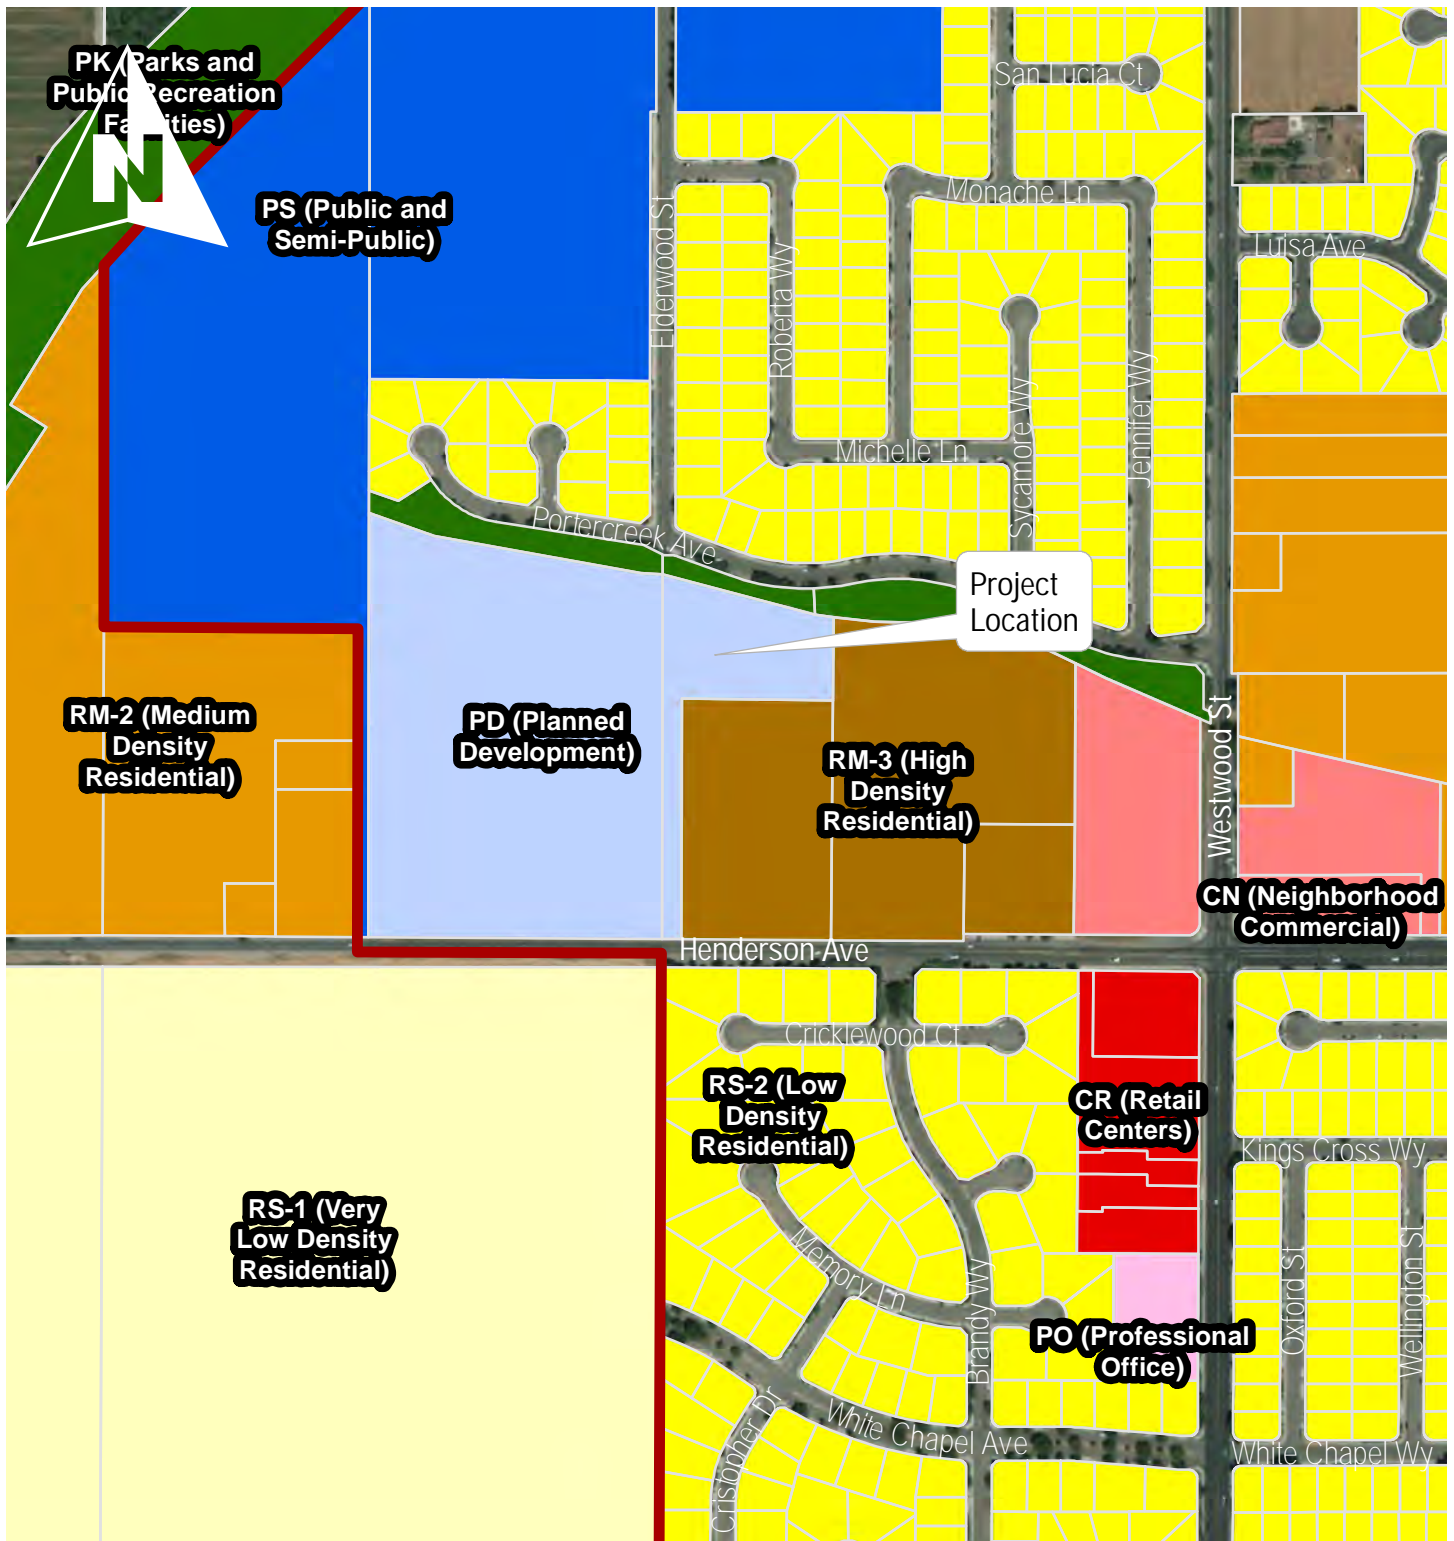 PK (Parks and
Public Recreation
Facilities)
N
San Lucia Ct
PS (Public and
Semi-Public)
Monache Ln
Elderwood St
Roberta Wy
Luisa Ave
Sycamore Wy
Jennifer Wy
Michelle Ln
Portercreek Ave
Project
Location
RM-2 (Medium
Density
Residential)
PD (Planned
Development)
RM-3 (High
Density
Residential)
Westwood St
CN (Neighborhood
Commercial)
Henderson Ave
Cricklewood Ct
RS-2 (Low
Density
Residential)
CR (Retail
Centers)
Kings Cross Wy
RS-1 (Very
Low Density
Residential)
Memory Ln
Brandy Wy
Oxford St
Wellington St
PO (Professional
Office)
Cristopher Dr
White Chapel Ave
White Chapel Wy